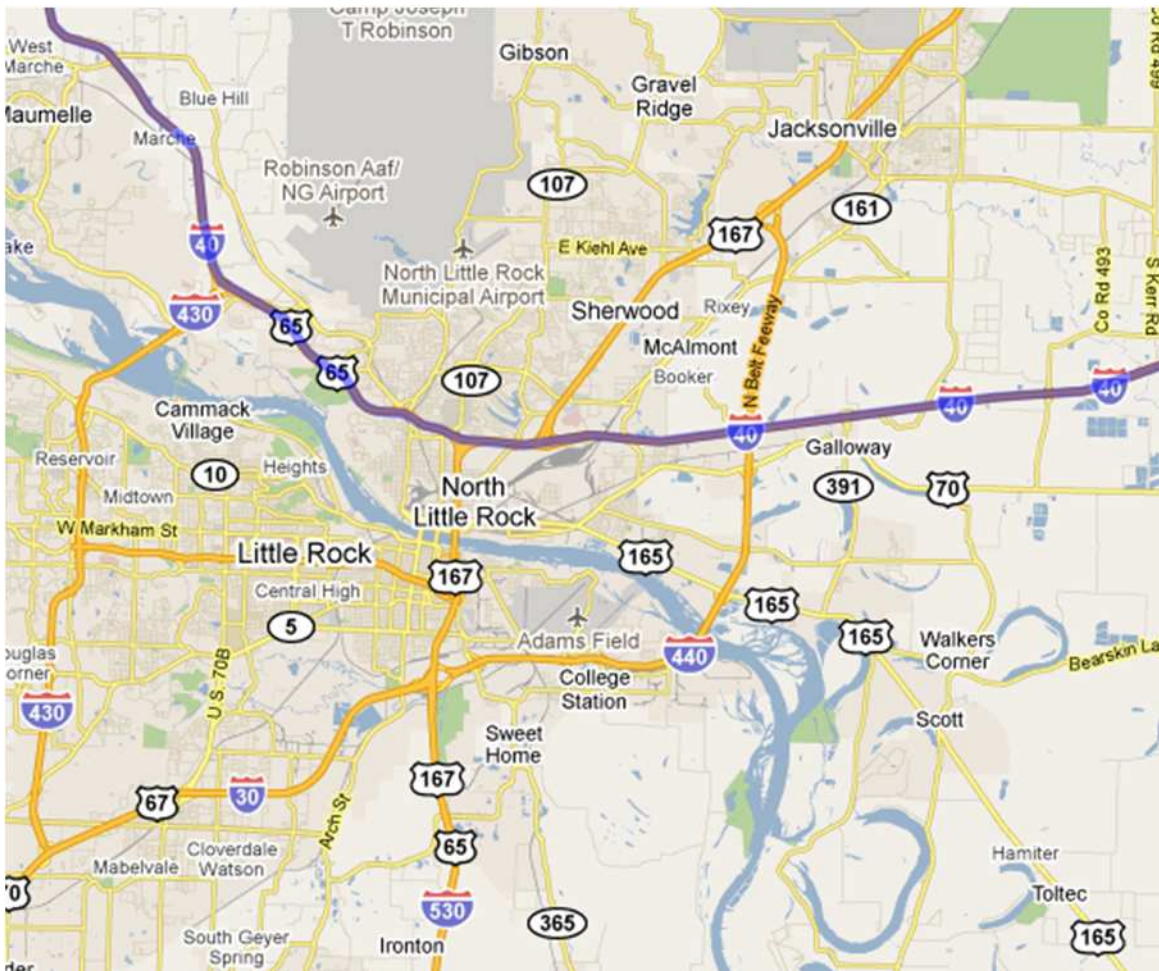 Camp Joseph
T Robinson
West
Marche
Gibson
Co Rd 499
Gravel
Ridge
Blue Hill
Maumelle
Marche
Jacksonville
Robinson Aaf/
NG Airport
107
161
167
40
E Kiehl Ave
North Little Rock
Municipal Airport
Co Rd 493
S Kerr Rd
430
65
Sherwood
Rixey
N Belt Freeway
McAlmont
65
107
Booker
40
40
Cammack
Village
40
Galloway
Reservoir
10
Heights
North
Little Rock
391
70
Midtown
W Markham St
Little Rock
165
167
Central High
165
5
Adams Field
165
Walkers
Corner
440
Bearskin La
U.S. 70B
College
Station
430
Scott
Sweet
Home
167
67
30
Arch St
65
Cloverdale
Watson
Mabelvale
Hamiter
Toltec
70
530
365
South Geyer
Spring
Ironton
165